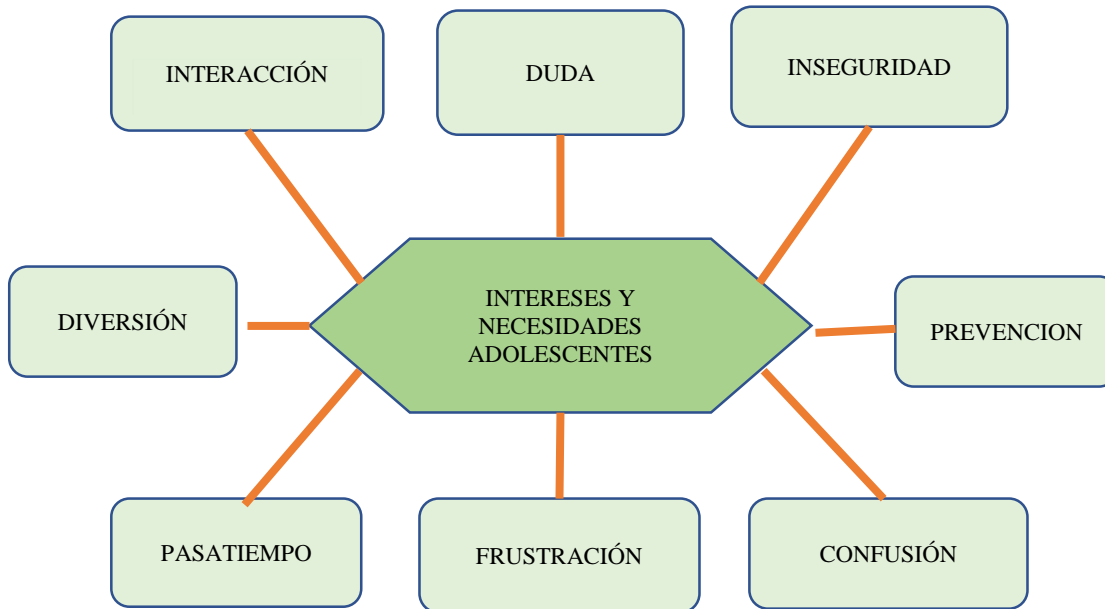 INTERACCIÓN
DUDA
INSEGURIDAD
DIVERSIÓN
INTERESES Y
NECESIDADES
ADOLESCENTES
PREVENCION
PASATIEMPO
FRUSTRACIÓN
CONFUSIÓN